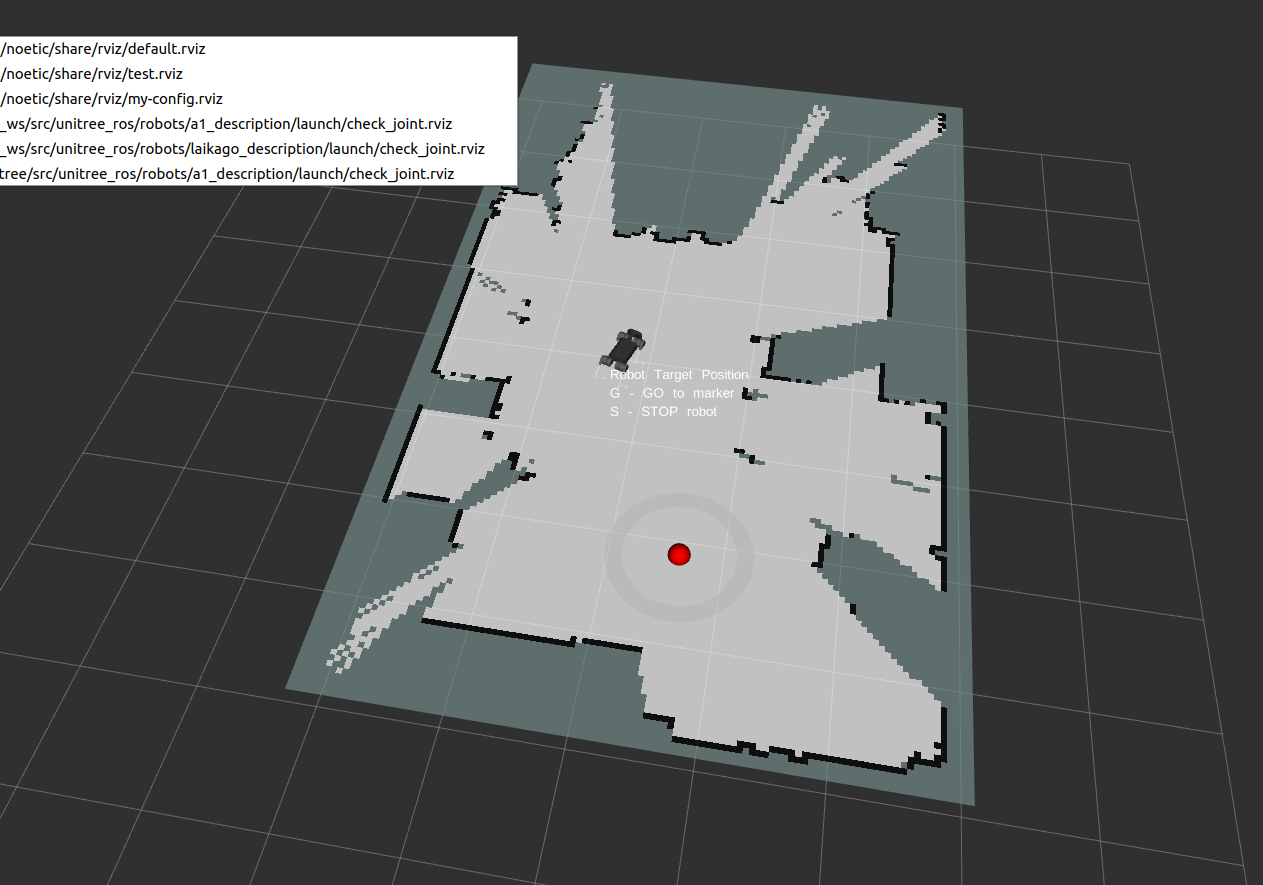 /noetic/share/rviz/default.rviz
/noetic/share/rviz/test.rviz
/noetic/share/rviz/my-config.rviz
_ws/src/unitree_ros/robots/a1_description/launch/check_joint.rviz
_ws/src/unitree_ros/robots/laikago_description/launch/check_joint.rviz
tree/src/unitree_ros/robots/a1_description/launch/check_joint.rviz
Robot Target Position
G - GO to marker
S - STOP robot